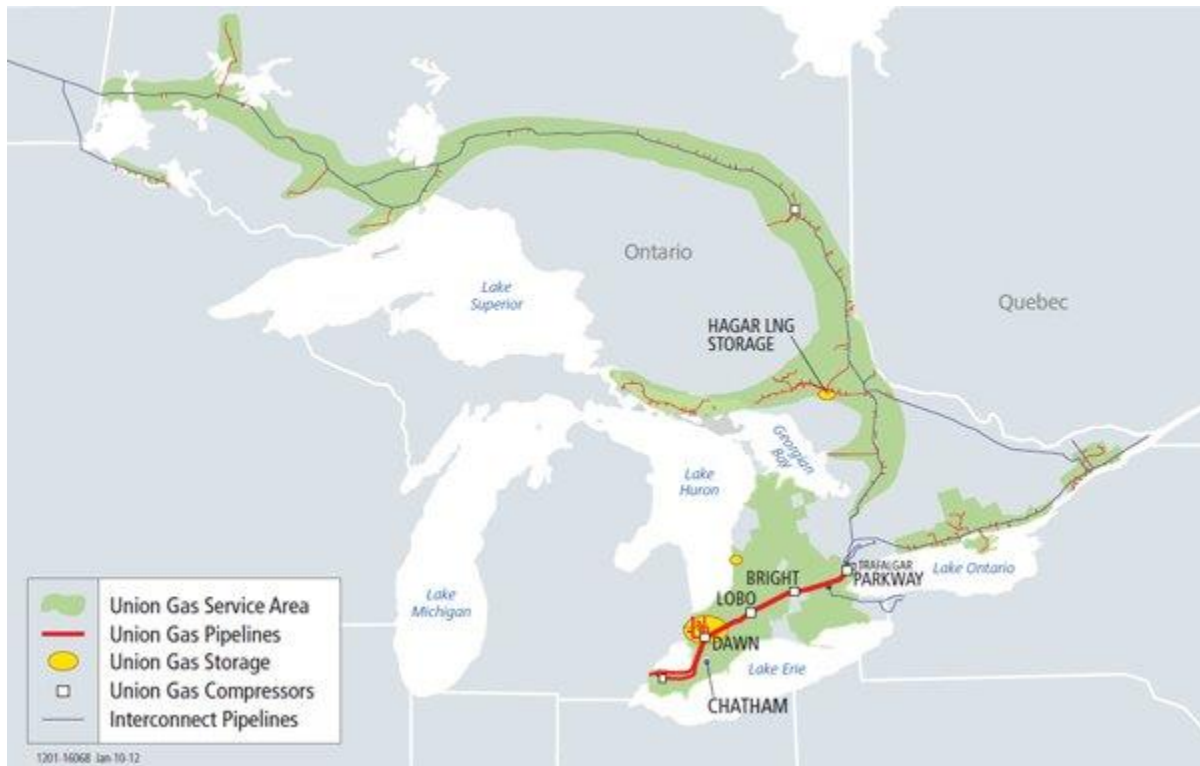 Ontario
Quebec
Lake
Superior
HAGAR LNG
STORAGE
Georgian
Bay
Lake
Huron
Lake
Michigan
TRAFALGAR
PARKWAY
Lake Ontario
BRIGHT
LOBO
DAWN
Lake Erie
CHATHAM
Union Gas Service Area
Union Gas Pipelines
Union Gas Storage
Union Gas Compressors
Interconnect Pipelines
1201-16068 Jan-10-12